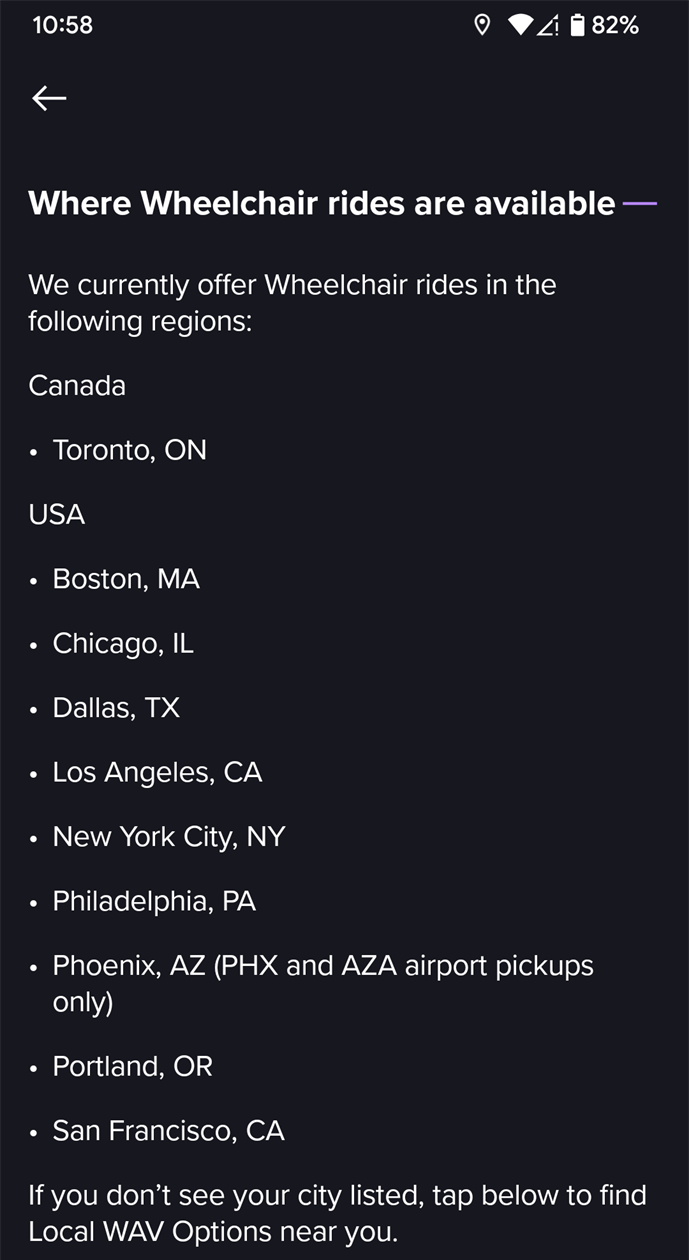 10:58
82%
Where Wheelchair rides are available
We currently offer Wheelchair rides in the
following regions:
Canada
• Toronto, ON
USA
• Boston, MA
• Chicago, IL
• Dallas, TX
• Los Angeles, CA
• New York City, NY
• Philadelphia, PA
• Phoenix, AZ (PHX and AZA airport pickups
only)
• Portland, OR
• San Francisco, CA
If you don’t see your city listed, tap below to find
Local WAV Options near you.